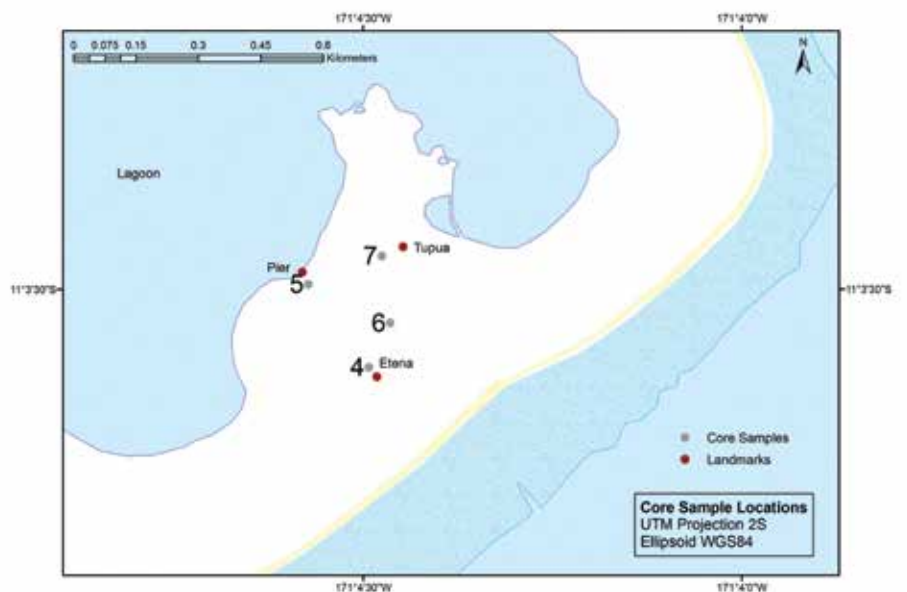 171°4'30"W
171°4'0"W
0 0.075 0.15 0.3 0.45 0.6
Kilometers
N
Lagoon
7
Tupua
Pier
5
11°3'30"S
11°3'30"S
6
4
Etena
Core Samples
Landmarks
Core Sample Locations
UTM Projection 2S
Ellipsoid WGS84
171°4'30"W
171°4'0"W